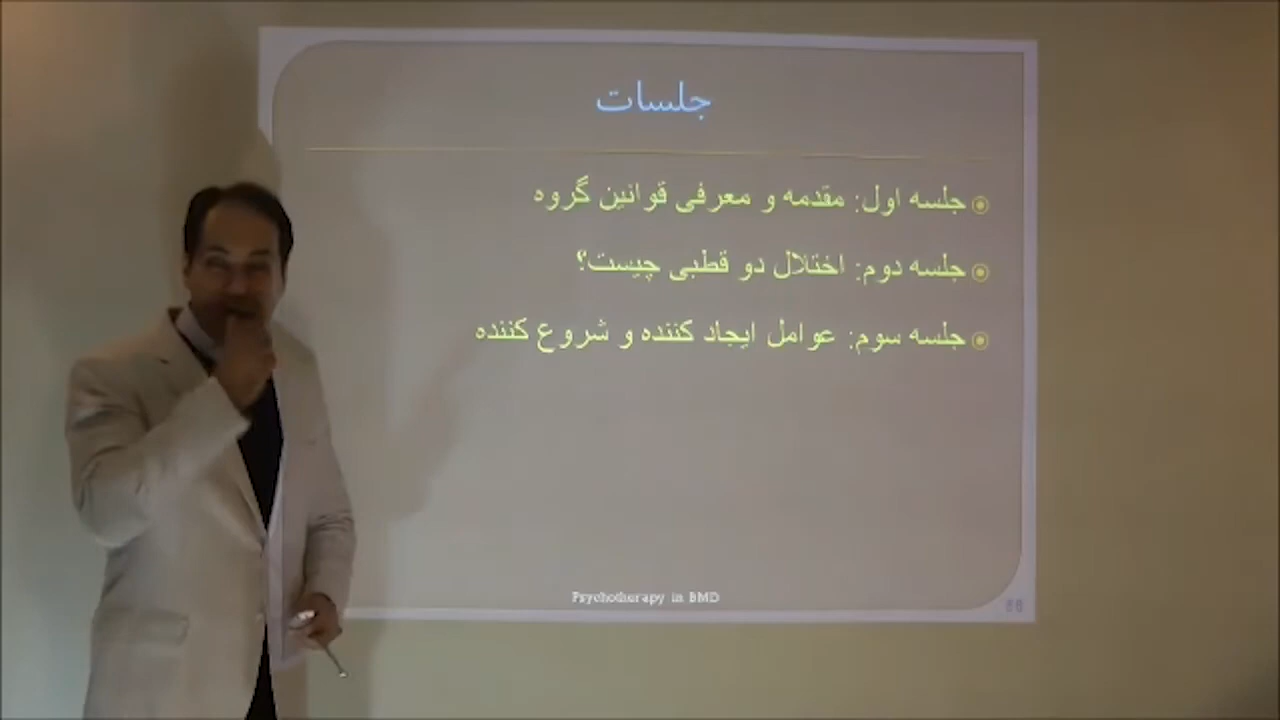 جلسات
جلسه اول: مقدمه و معرفی قوانین گروه
جلسه دوم: اختلال دو قطبی چیست؟
جلسه سوم: عوامل ایجاد کننده و شروع کننده
Psychotherapy in BMD